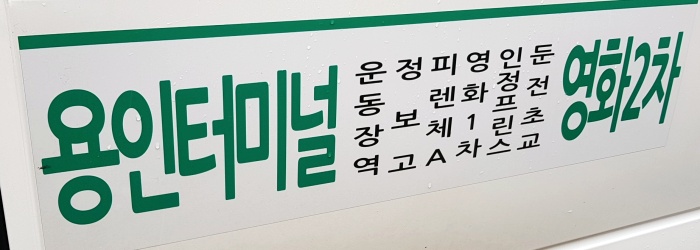 용인터미널
운동장역
정보고
피렌체A
영화1차
인정프린스
둔전초교
영화2차